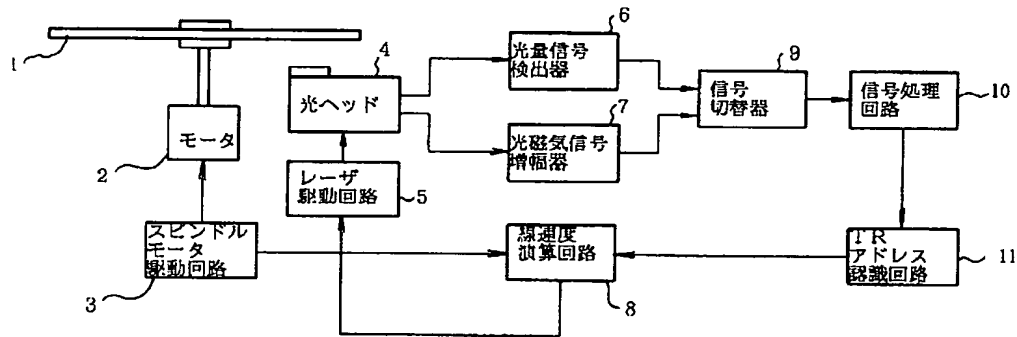 1
モータ
2
スピンドル
モータ
駆動回路
3
4
光ヘッド
レーザ
駆動回路
5
6
光量信号
検出器
7
光磁気信号
増幅器
線速度
演算回路
8
9
信号
切替器
信号処理
回路
10
TR
アドレス
認識回路
11